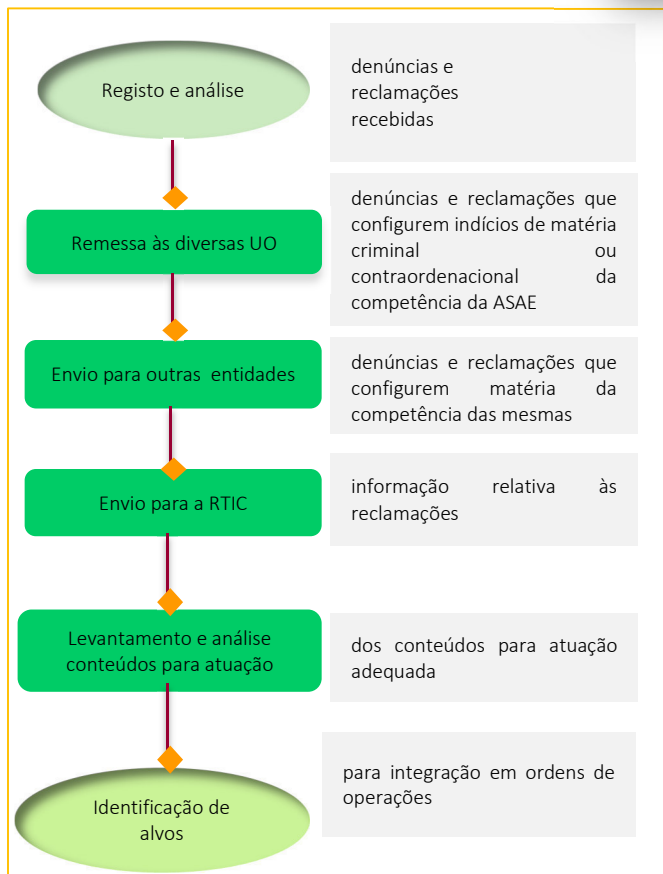 Registo e análise
denúncias e
reclamações
recebidas
Remessa às diversas UO
denúncias e reclamações que
configurem indícios de matéria
criminal ou
contraordenacional da
competência da ASAE
Envio para outras entidades
denúncias e reclamações que
configurem matéria da
competência das mesmas
Envio para a RTIC
informação relativa às
reclamações
Levantamento e análise
conteúdos para atuação
dos conteúdos para atuação
adequada
Identificação de
alvos
para integração em ordens de
operações